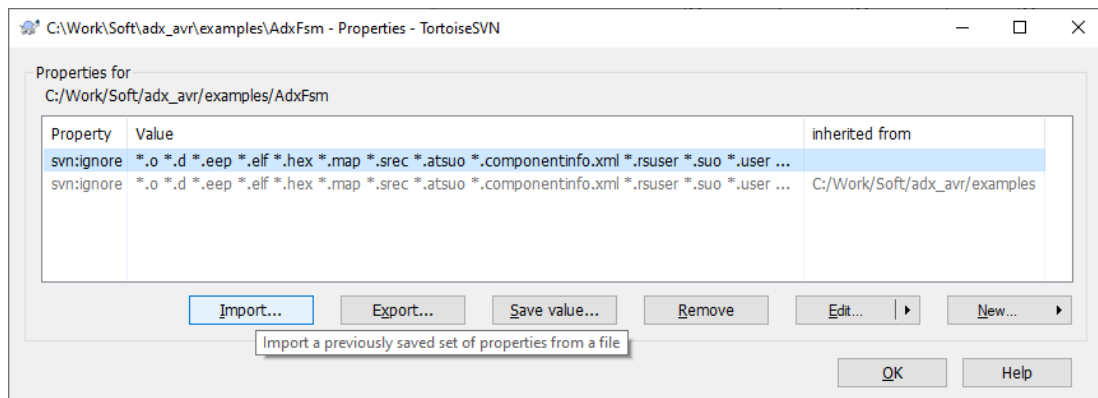 C:\Work\Soft\adx_avr\examples\AdxFsm - Properties - TortoiseSVN
Properties for
C:/Work/Soft/adx_avr/examples/AdxFsm
Property Value inherited from
svn:ignore *.o *.d *.eep *.elf *.hex *.map *.srec *.atsuo *.componentinfo.xml *.rsuser *.suo *.user ...
svn:ignore *.o *.d *.eep *.elf *.hex *.map *.srec *.atsuo *.componentinfo.xml *.rsuser *.suo *.user ... C:/Work/Soft/adx_avr/examples
Import... Export... Save value... Remove Edit... New...
Import a previously saved set of properties from a file
OK Help